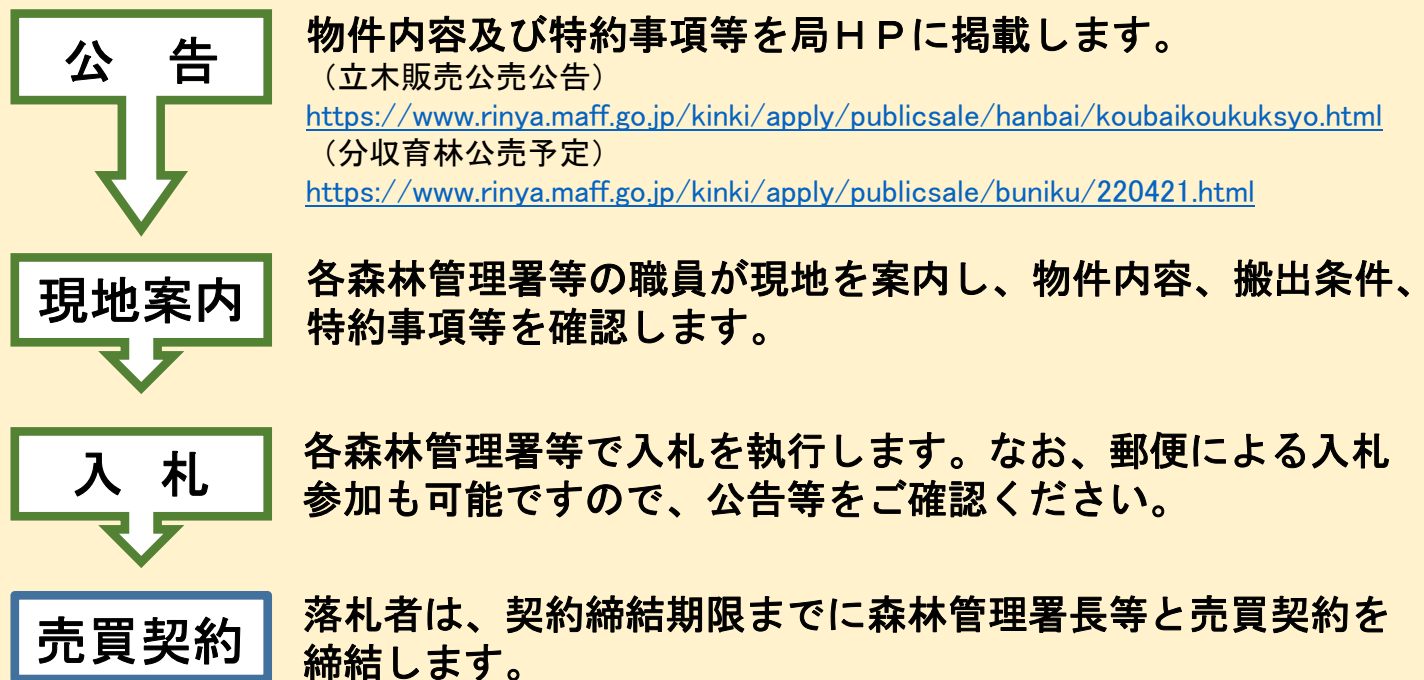 公　告
物件内容及び特約事項等を局ＨＰに掲載します。
（立木販売公売公告）
https://www.rinya.maff.go.jp/kinki/apply/publicsale/hanbai/koubaikoukuksyo.html
（分収育林公売予定）
https://www.rinya.maff.go.jp/kinki/apply/publicsale/buniku/220421.html
現地案内
各森林管理署等の職員が現地を案内し、物件内容、搬出条件、
特約事項等を確認します。
入　札
各森林管理署等で入札を執行します。なお、郵便による入札
参加も可能ですので、公告等をご確認ください。
売買契約
落札者は、契約締結期限までに森林管理署長等と売買契約を
締結します。